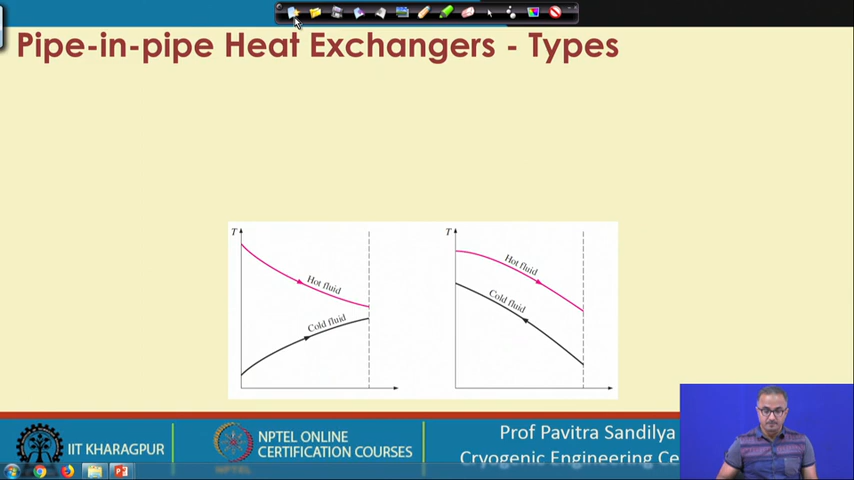 Pipe-in-pipe Heat Exchangers - Types
T
Hot fluid
Cold fluid
T
Hot fluid
Cold fluid
IIT KHARAGPUR
NPTEL ONLINE
CERTIFICATION COURSES
NPTEL
Prof Pavitra Sandilya
Cryogenic Engineering Ce